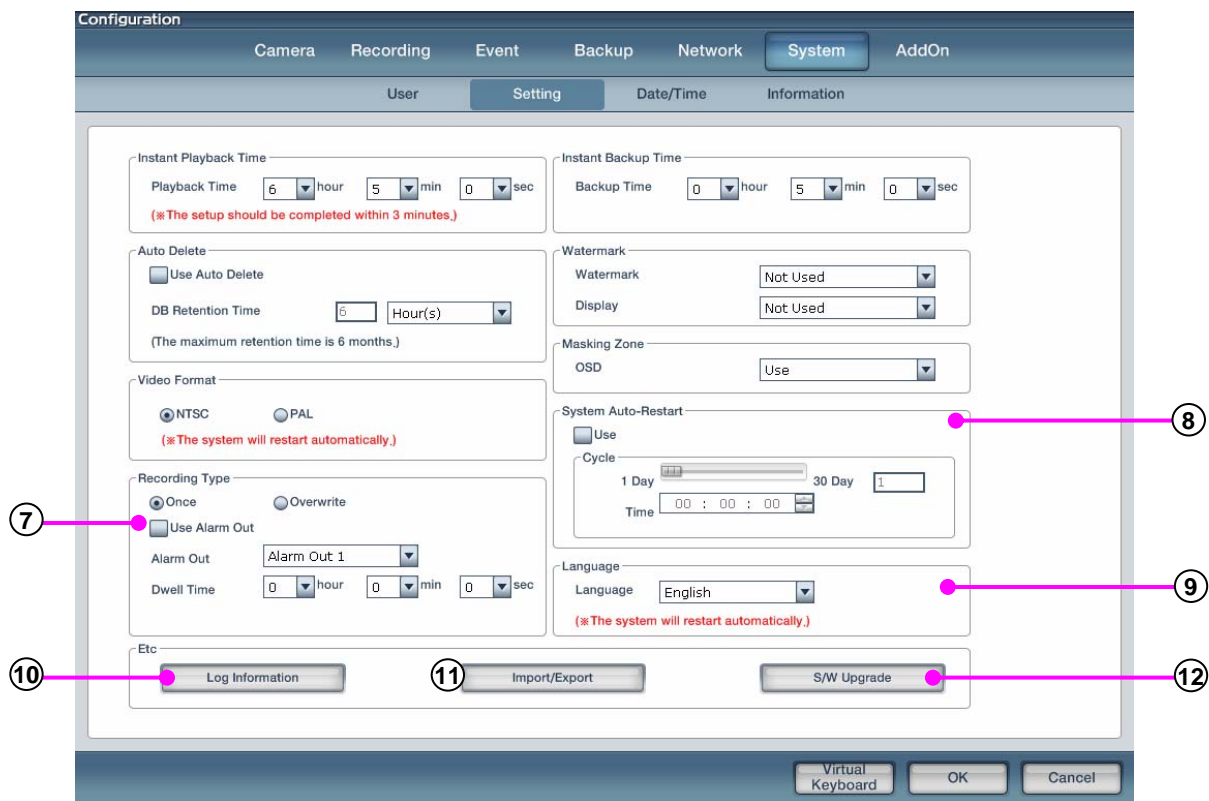 Configuration
Camera Recording Event Backup Network System AddOn
User Setting Date/Time Information
Instant Playback Time
Playback Time 6 hour 5 min 0 sec
(※The setup should be completed within 3 minutes.)
Instant Backup Time
Backup Time 0 hour 5 min 0 sec
Auto Delete
Use Auto Delete
DB Retention Time 6 Hour(s)
(The maximum retention time is 6 months.)
Watermark
Watermark Not Used
Display Not Used
Masking Zone
OSD Use
Video Format
NTSC PAL
(※The system will restart automatically.)
System Auto-Restart
Use
Cycle
1 Day 30 Day 1
Time 00 : 00 : 00
8
Recording Type
Once Overwrite
Use Alarm Out
Alarm Out Alarm Out 1
Dwell Time 0 hour 0 min 0 sec
7
Language
Language English
(※The system will restart automatically.)
9
Etc
10 Log Information 11 Import/Export S/W Upgrade 12
Virtual
Keyboard
OK Cancel